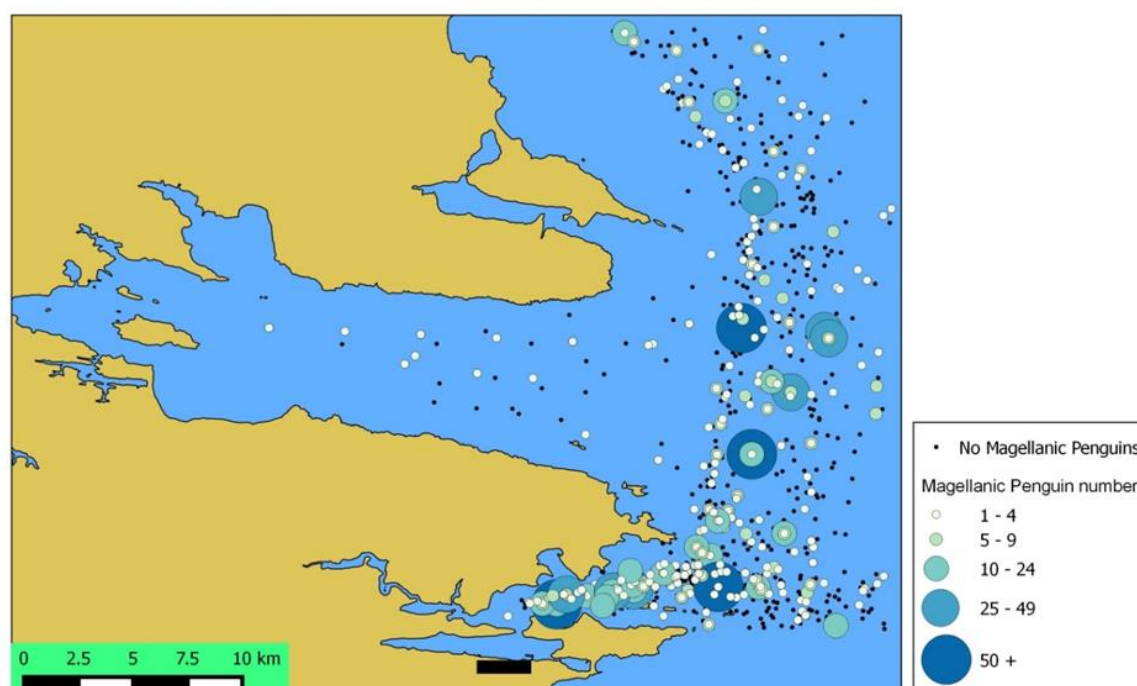 No Magellanic Penguins
Magellanic Penguin number
1 - 4
5 - 9
10 - 24
25 - 49
50 +
0 2.5 5 7.5 10 km